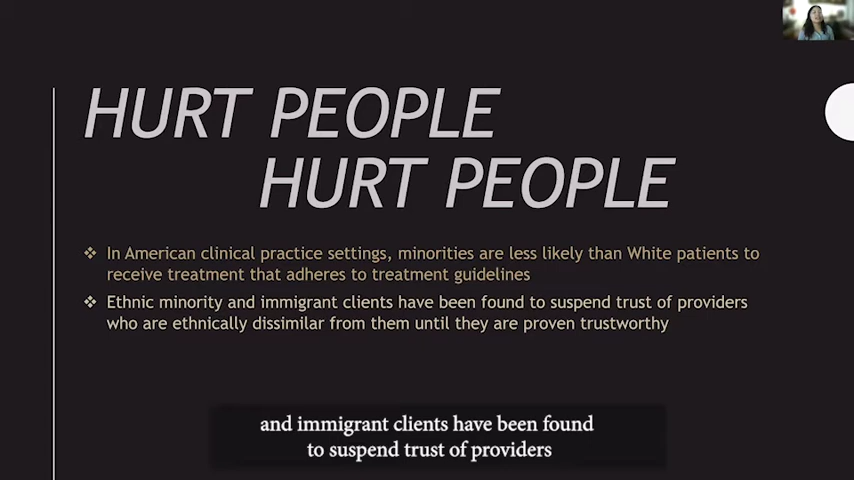 HURT PEOPLE
HURT PEOPLE
❖ In American clinical practice settings, minorities are less likely than White patients to
receive treatment that adheres to treatment guidelines
❖ Ethnic minority and immigrant clients have been found to suspend trust of providers
who are ethnically dissimilar from them until they are proven trustworthy
and immigrant clients have been found
to suspend trust of providers